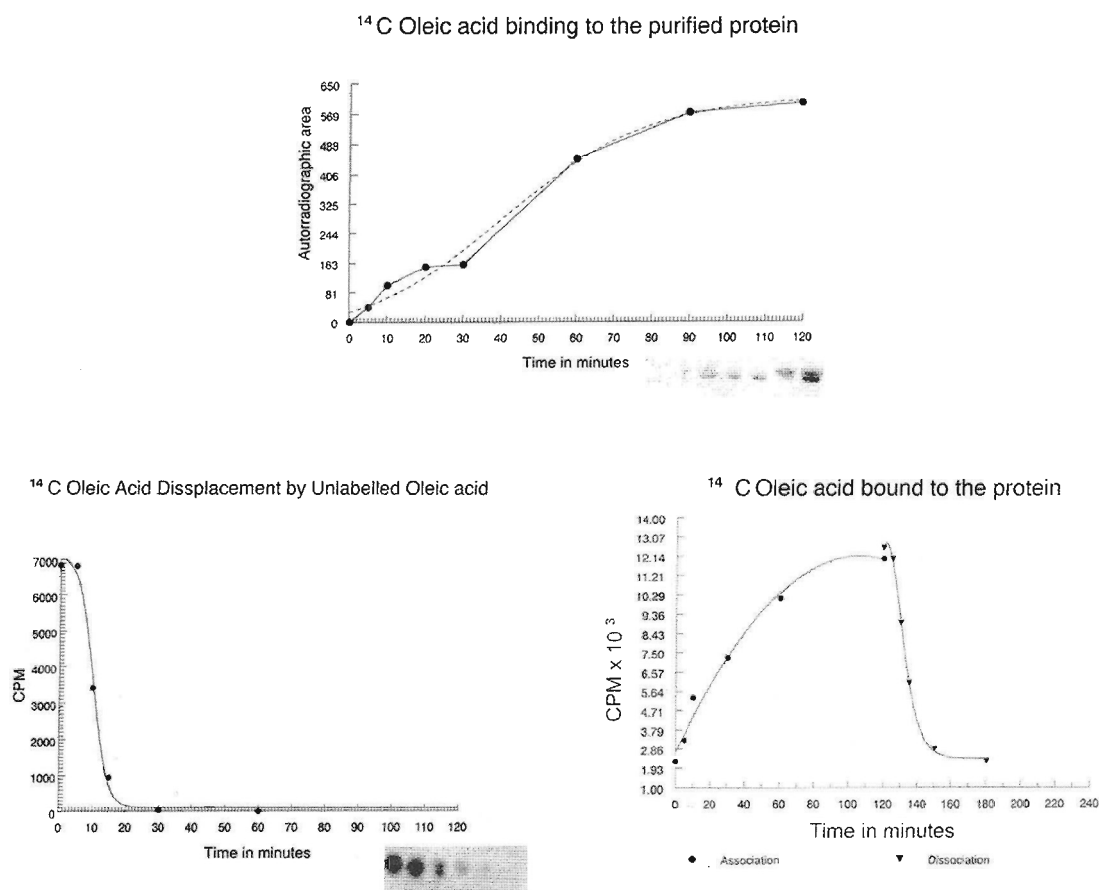 14 C Oleic acid binding to the purified protein
Autorradiographic area
650
569
488
406
325
244
163
81
0
0 10 20 30 40 50 60 70 80 90 100 110 120
Time in minutes
14 C Oleic Acid Dissplacement by Unlabelled Oleic acid
CPM
7000
6000
5000
4000
3000
2000
1000
0
0 10 20 30 40 50 60 70 80 90 100 110 120
Time in minutes
14 C Oleic acid bound to the protein
CPM x 10 3
14.00
13.07
12.14
11.21
10.29
9.36
8.43
7.50
6.57
5.64
4.71
3.79
2.86
1.93
1.00
0 20 40 60 80 100 120 140 160 180 200 220 240
Time in minutes
Association Dissociation